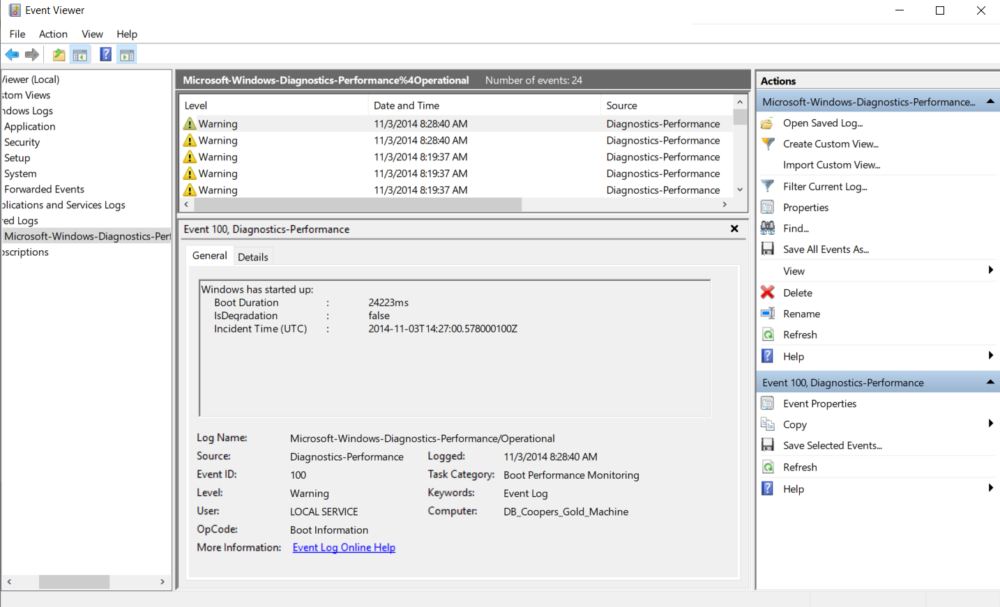 Event Viewer
File Action View Help
Viewer (Local)
stom Views
ndows Logs
Application
Security
Setup
System
Forwarded Events
plications and Services Logs
ved Logs
Microsoft-Windows-Diagnostics-Perf
bscriptions
Microsoft-Windows-Diagnostics-Performance%4Operational Number of events: 24
Level Date and Time Source
Warning 11/3/2014 8:28:40 AM Diagnostics-Performance
Warning 11/3/2014 8:28:40 AM Diagnostics-Performance
Warning 11/3/2014 8:19:37 AM Diagnostics-Performance
Warning 11/3/2014 8:19:37 AM Diagnostics-Performance
Warning 11/3/2014 8:19:37 AM Diagnostics-Performance
Event 100, Diagnostics-Performance
General Details
Windows has started up:
Boot Duration : 24223ms
IsDegradation : false
Incident Time (UTC) : 2014-11-03T14:27:00.578000100Z
Log Name: Microsoft-Windows-Diagnostics-Performance/Operational
Source: Diagnostics-Performance Logged: 11/3/2014 8:28:40 AM
Event ID: 100 Task Category: Boot Performance Monitoring
Level: Warning Keywords: Event Log
User: LOCAL SERVICE Computer: DB_Coopers_Gold_Machine
OpCode: Boot Information
More Information: Event Log Online Help
Actions
Microsoft-Windows-Diagnostics-Performance...
Open Saved Log...
Create Custom View...
Import Custom View...
Filter Current Log...
Properties
Find...
Save All Events As...
View
Delete
Rename
Refresh
Help
Event 100, Diagnostics-Performance
Event Properties
Copy
Save Selected Events...
Refresh
Help